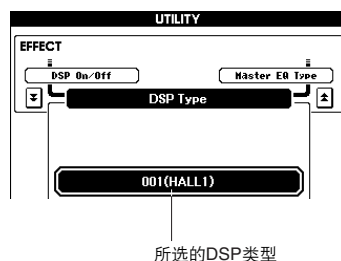 UTILITY
EFFECT
DSP On/Off
Master EQ Type
DSP Type
001(HALL1)
所选的DSP类型